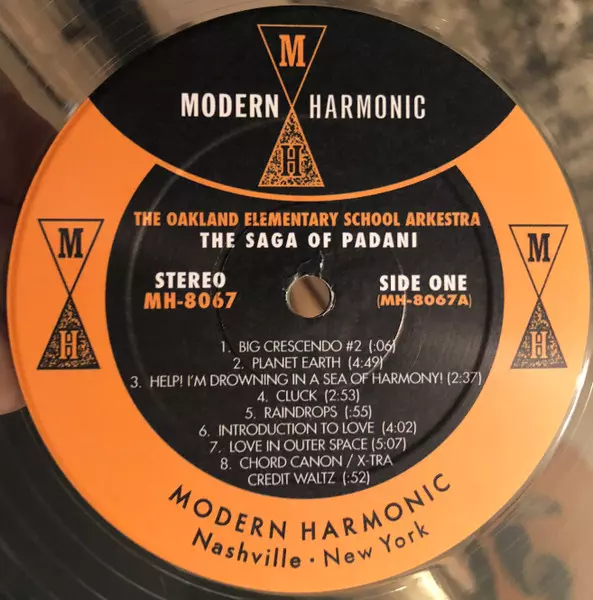 M
MODERN HARMONIC
H
THE OAKLAND ELEMENTARY SCHOOL ARKESTRA
THE SAGA OF PADANI
M
H
STEREO
MH-8067
SIDE ONE
(MH-8067A)
M
H
1. BIG CRESCENDO #2 (:06)
2. PLANET EARTH (4:49)
3. HELP! I'M DROWNING IN A SEA OF HARMONY! (2:37)
4. CLUCK (2:53)
5. RAINDROPS (:55)
6. INTRODUCTION TO LOVE (4:02)
7. LOVE IN OUTER SPACE (5:07)
8. CHORD CANON / X-TRA
CREDIT WALTZ (:52)
MODERN HARMONIC
Nashville · New York